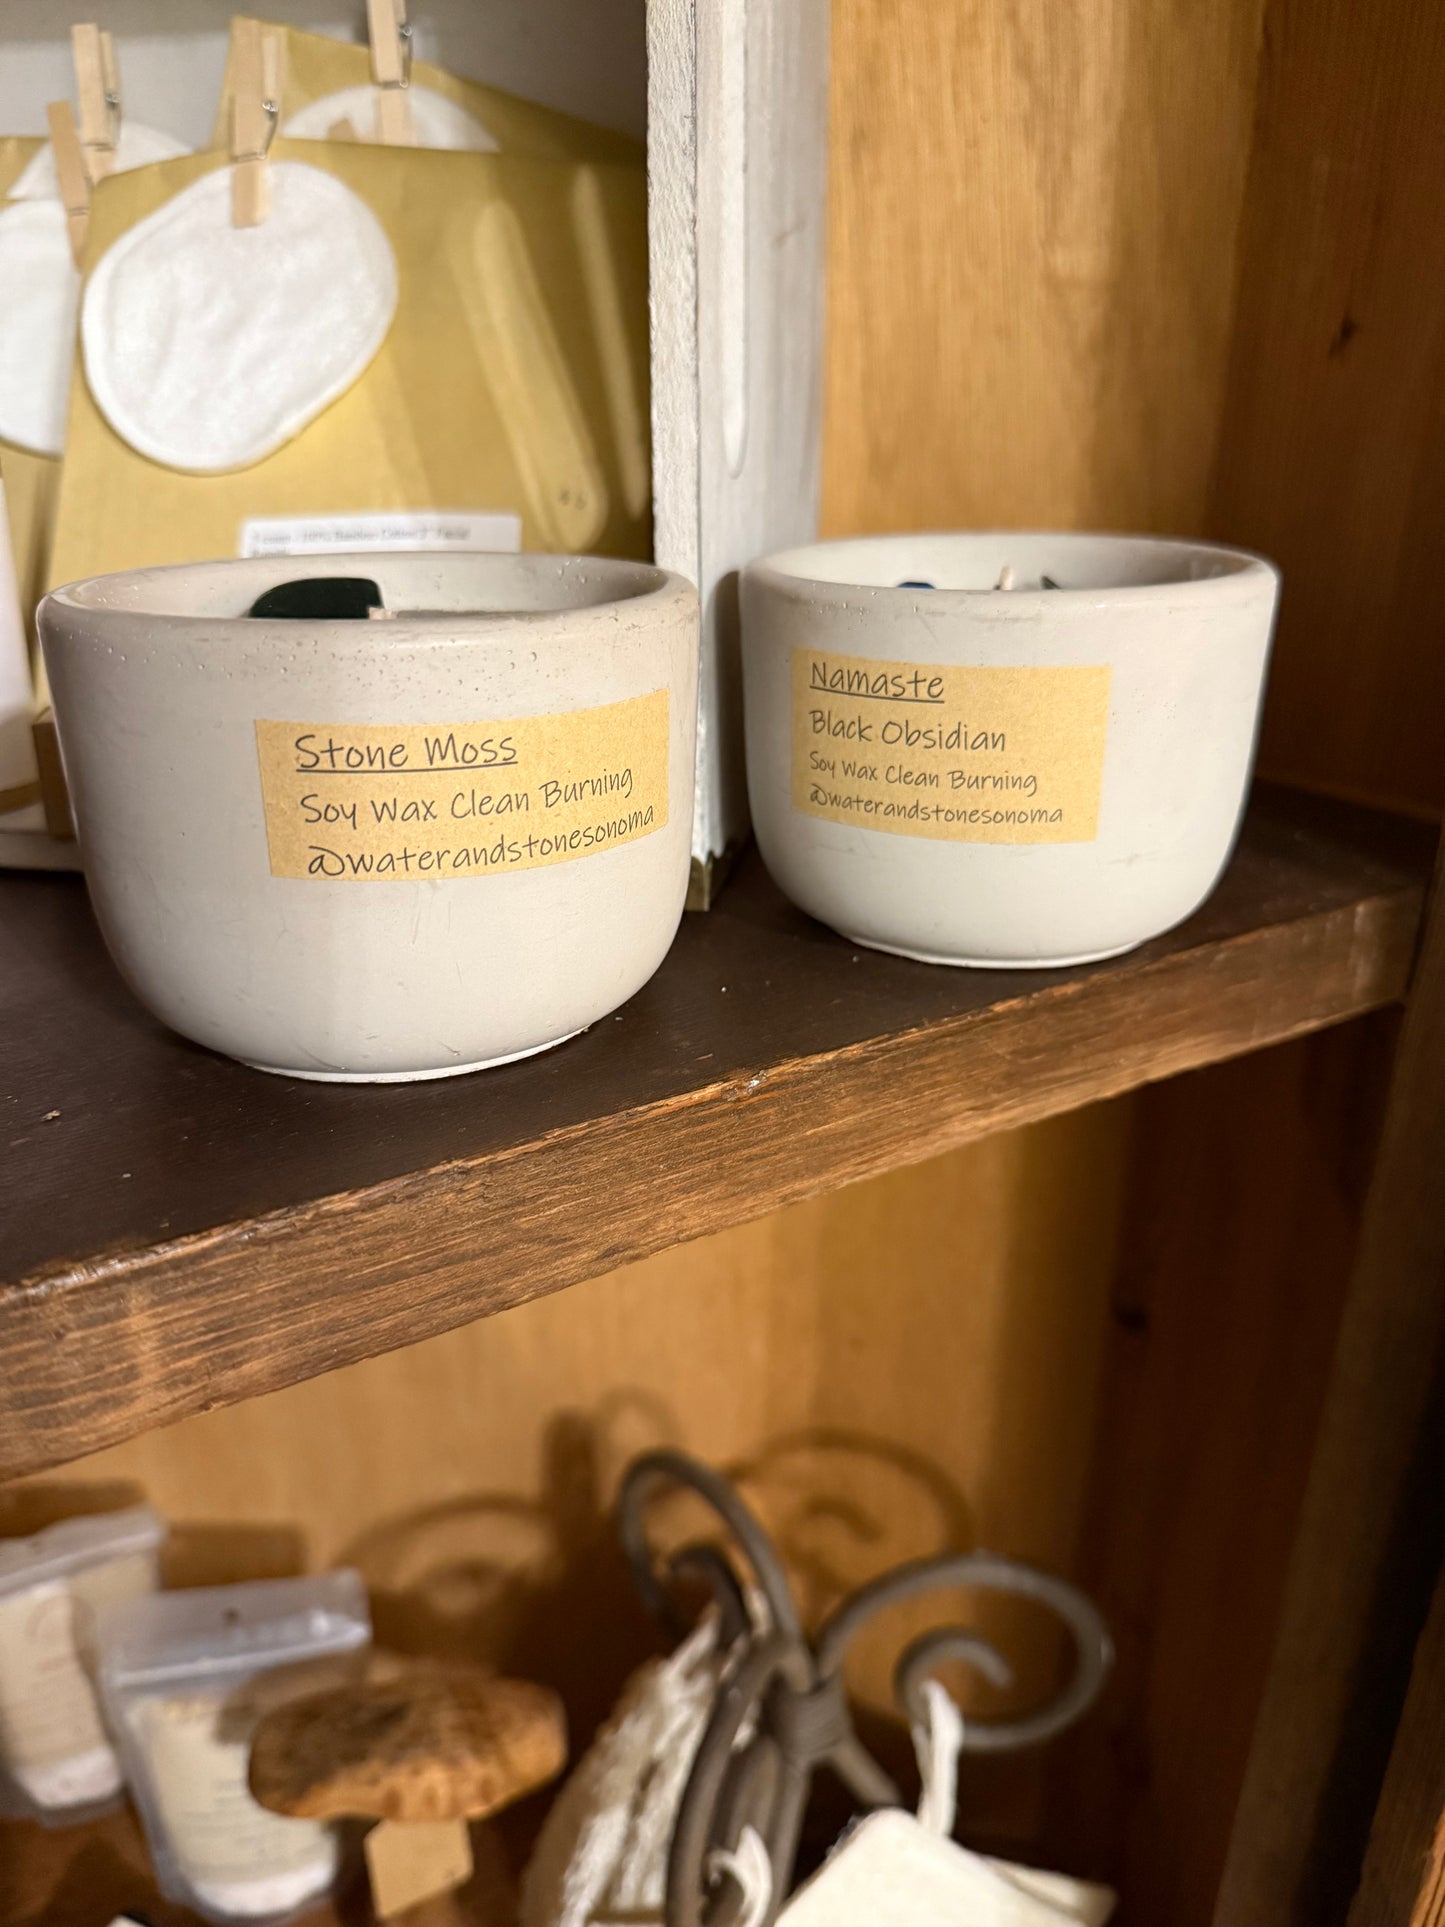 Stone Moss
Soy Wax Clean Burning
@waterandstonesonoma
Namaste
Black Obsidian
Soy Wax Clean Burning
@waterandstonesonoma